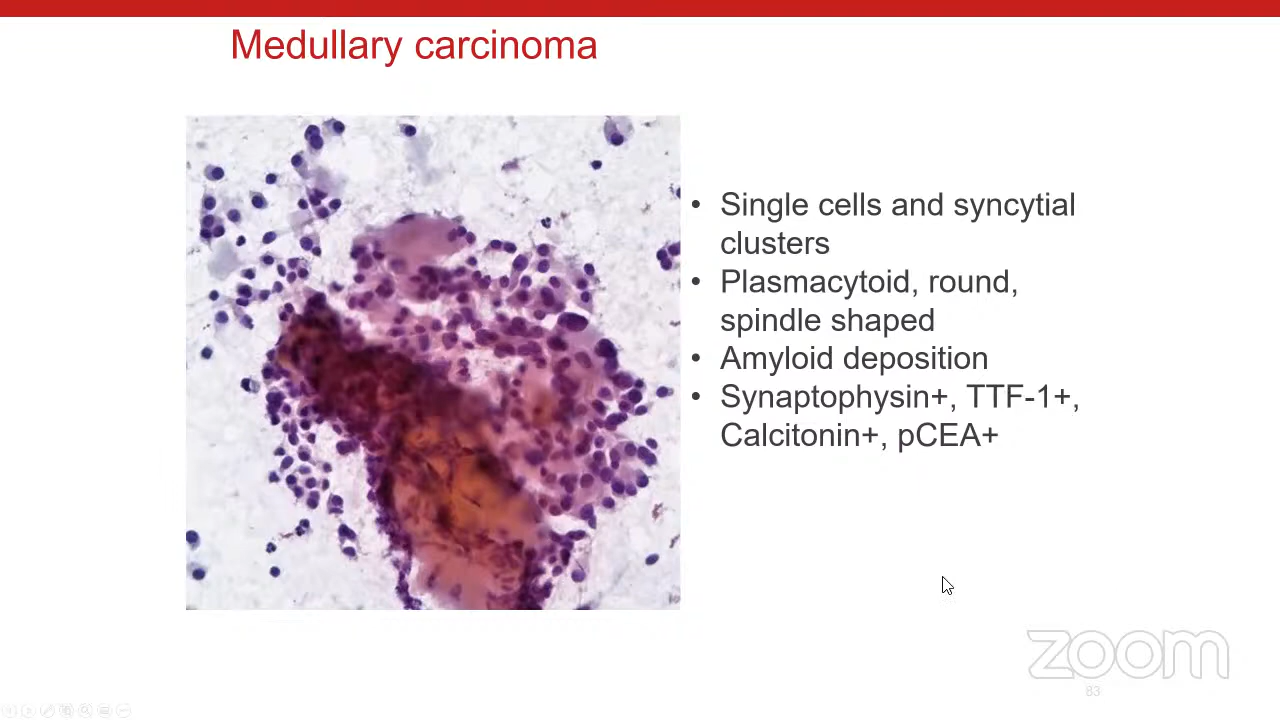 Medullary carcinoma
• Single cells and syncytial
clusters
• Plasmacytoid, round,
spindle shaped
• Amyloid deposition
• Synaptophysin+, TTF-1+,
Calcitonin+, pCEA+
zoom
83